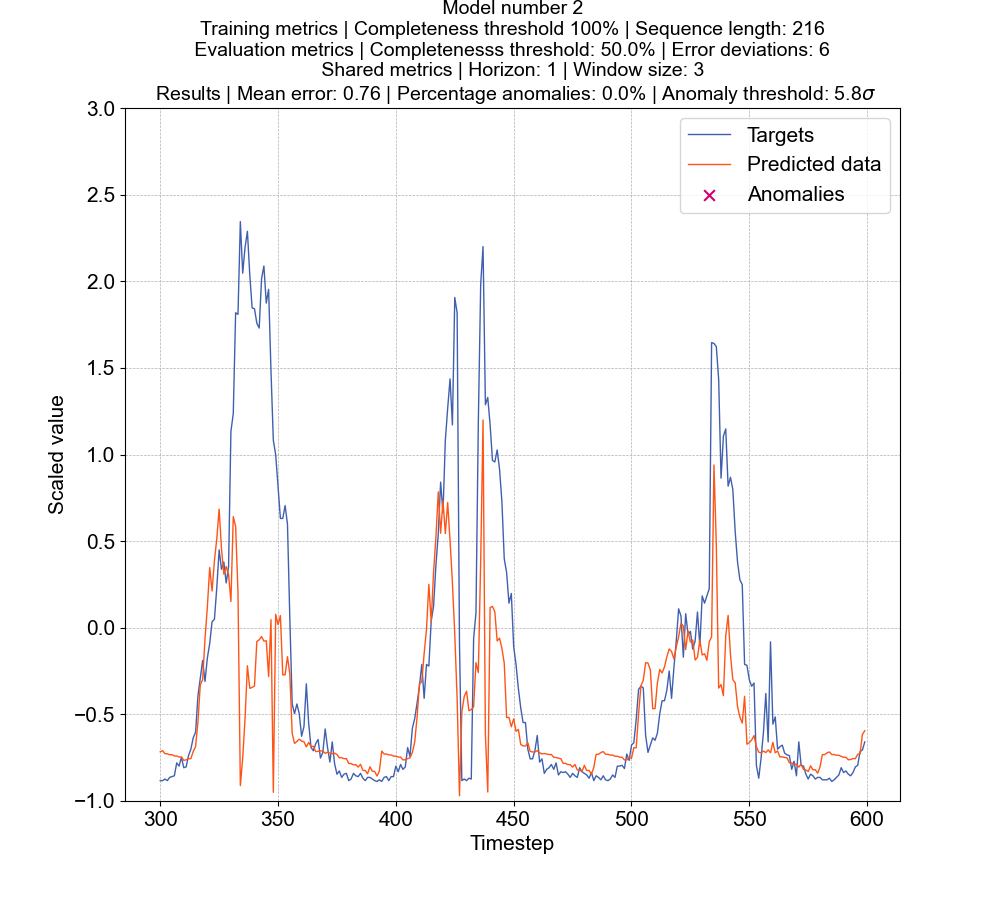 Model number 2
Training metrics | Completeness threshold 100% | Sequence length: 216
Evaluation metrics | Completenesss threshold: 50.0% | Error deviations: 6
Shared metrics | Horizon: 1 | Window size: 3
Results | Mean error: 0.76 | Percentage anomalies: 0.0% | Anomaly threshold: 5.8σ
3.0
2.5
2.0
1.5
1.0
0.5
0.0
−0.5
−1.0
Scaled value
Targets
Predicted data
Anomalies
300 350 400 450 500 550 600
Timestep